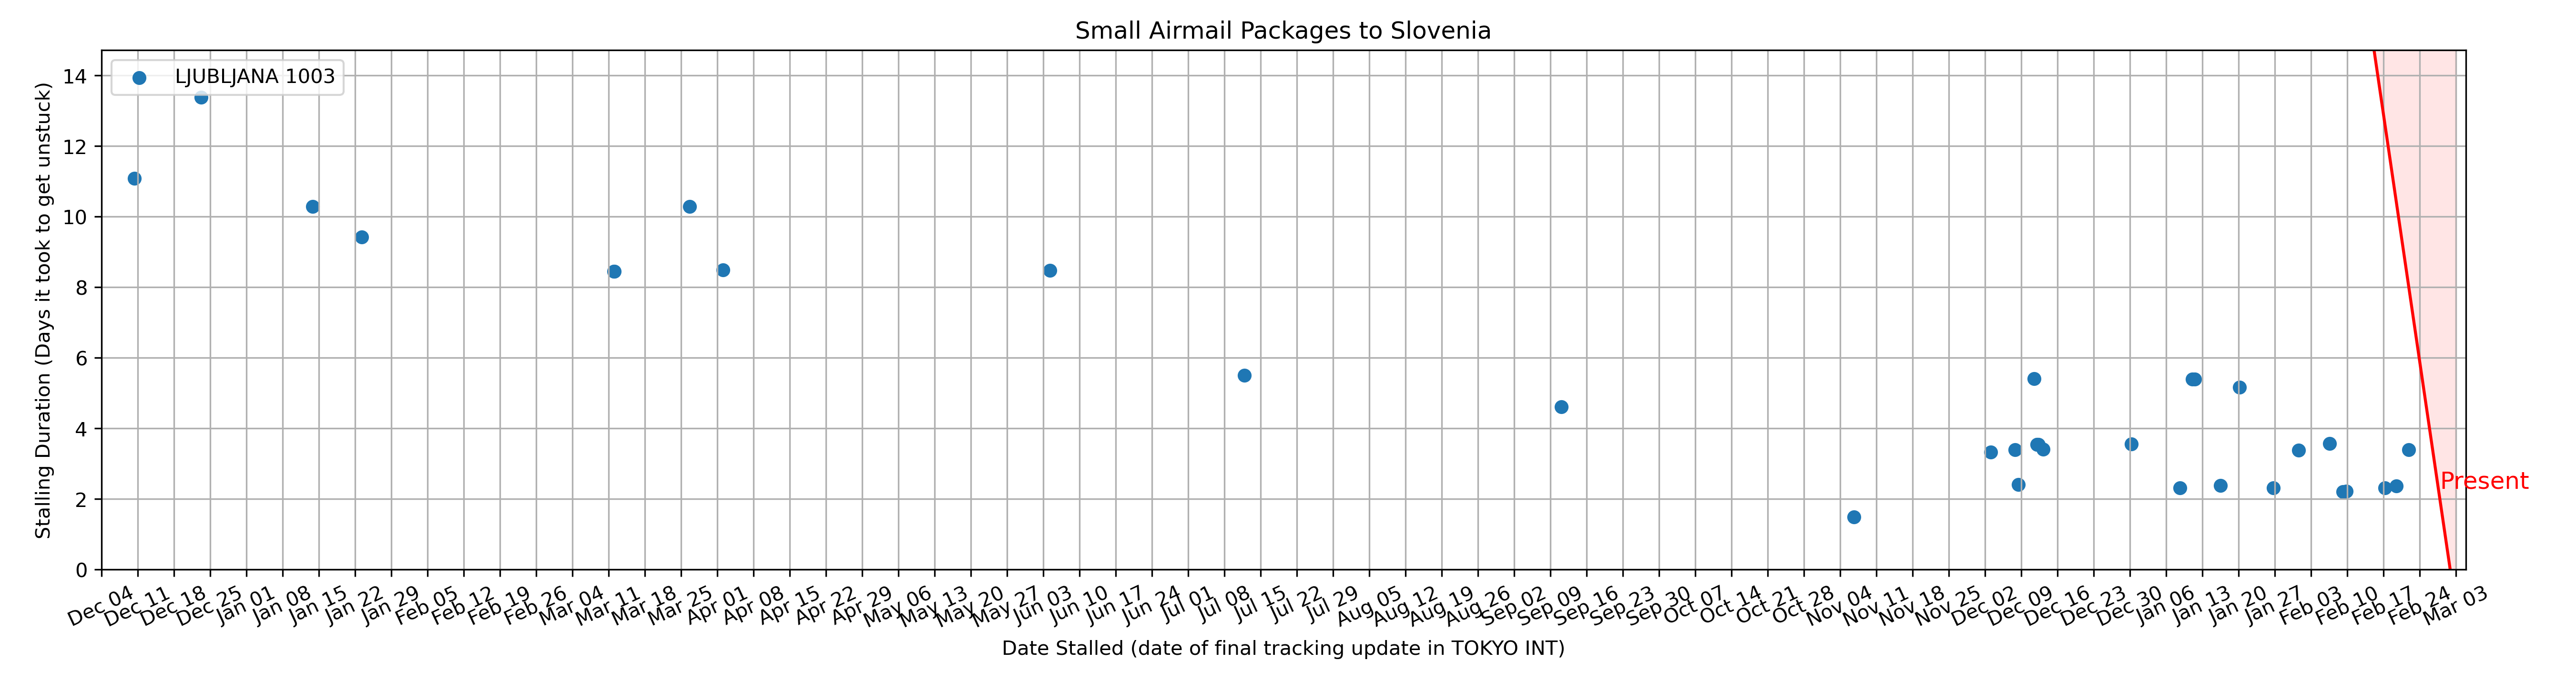 Small Airmail Packages to Slovenia
LJUBLJANA 1003
Stalling Duration (Days it took to get unstuck)
14
12
10
8
6
4
2
0
Present
Dec 04 Dec 11 Dec 18 Dec 25 Jan 01 Jan 08 Jan 15 Jan 22 Jan 29 Feb 05 Feb 12 Feb 19 Feb 26 Mar 04 Mar 11 Mar 18 Mar 25 Apr 01 Apr 08 Apr 15 Apr 22 Apr 29 May 06 May 13 May 20 May 27 Jun 03 Jun 10 Jun 17 Jun 24 Jul 01 Jul 08 Jul 15 Jul 22 Jul 29 Aug 05 Aug 12 Aug 19 Aug 26 Sep 02 Sep 09 Sep 16 Sep 23 Sep 30 Oct 07 Oct 14 Oct 21 Oct 28 Nov 04 Nov 11 Nov 18 Nov 25 Dec 02 Dec 09 Dec 16 Dec 23 Dec 30 Jan 06 Jan 13 Jan 20 Jan 27 Feb 03 Feb 10 Feb 17 Feb 24 Mar 03
Date Stalled (date of final tracking update in TOKYO INT)